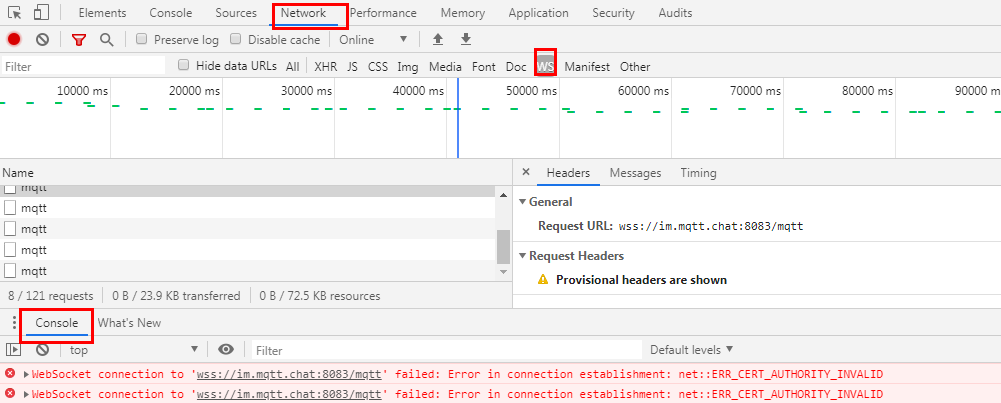 Elements Console Sources Network Performance Memory Application Security Audits
Preserve log Disable cache Online
Filter Hide data URLs All XHR JS CSS Img Media Font Doc WS Manifest Other
10000 ms 20000 ms 30000 ms 40000 ms 50000 ms 60000 ms 70000 ms 80000 ms 90000
Name
mqtt
mqtt
mqtt
mqtt
mqtt
8 / 121 requests 0 B / 23.9 KB transferred 0 B / 72.5 KB resources
× Headers Messages Timing
General
Request URL: wss://im.mqtt.chat:8083/mqtt
Request Headers
Provisional headers are shown
Console What's New
top Filter Default levels
WebSocket connection to 'wss://im.mqtt.chat:8083/mqtt' failed: Error in connection establishment: net::ERR_CERT_AUTHORITY_INVALID
WebSocket connection to 'wss://im.mqtt.chat:8083/mqtt' failed: Error in connection establishment: net::ERR_CERT_AUTHORITY_INVALID